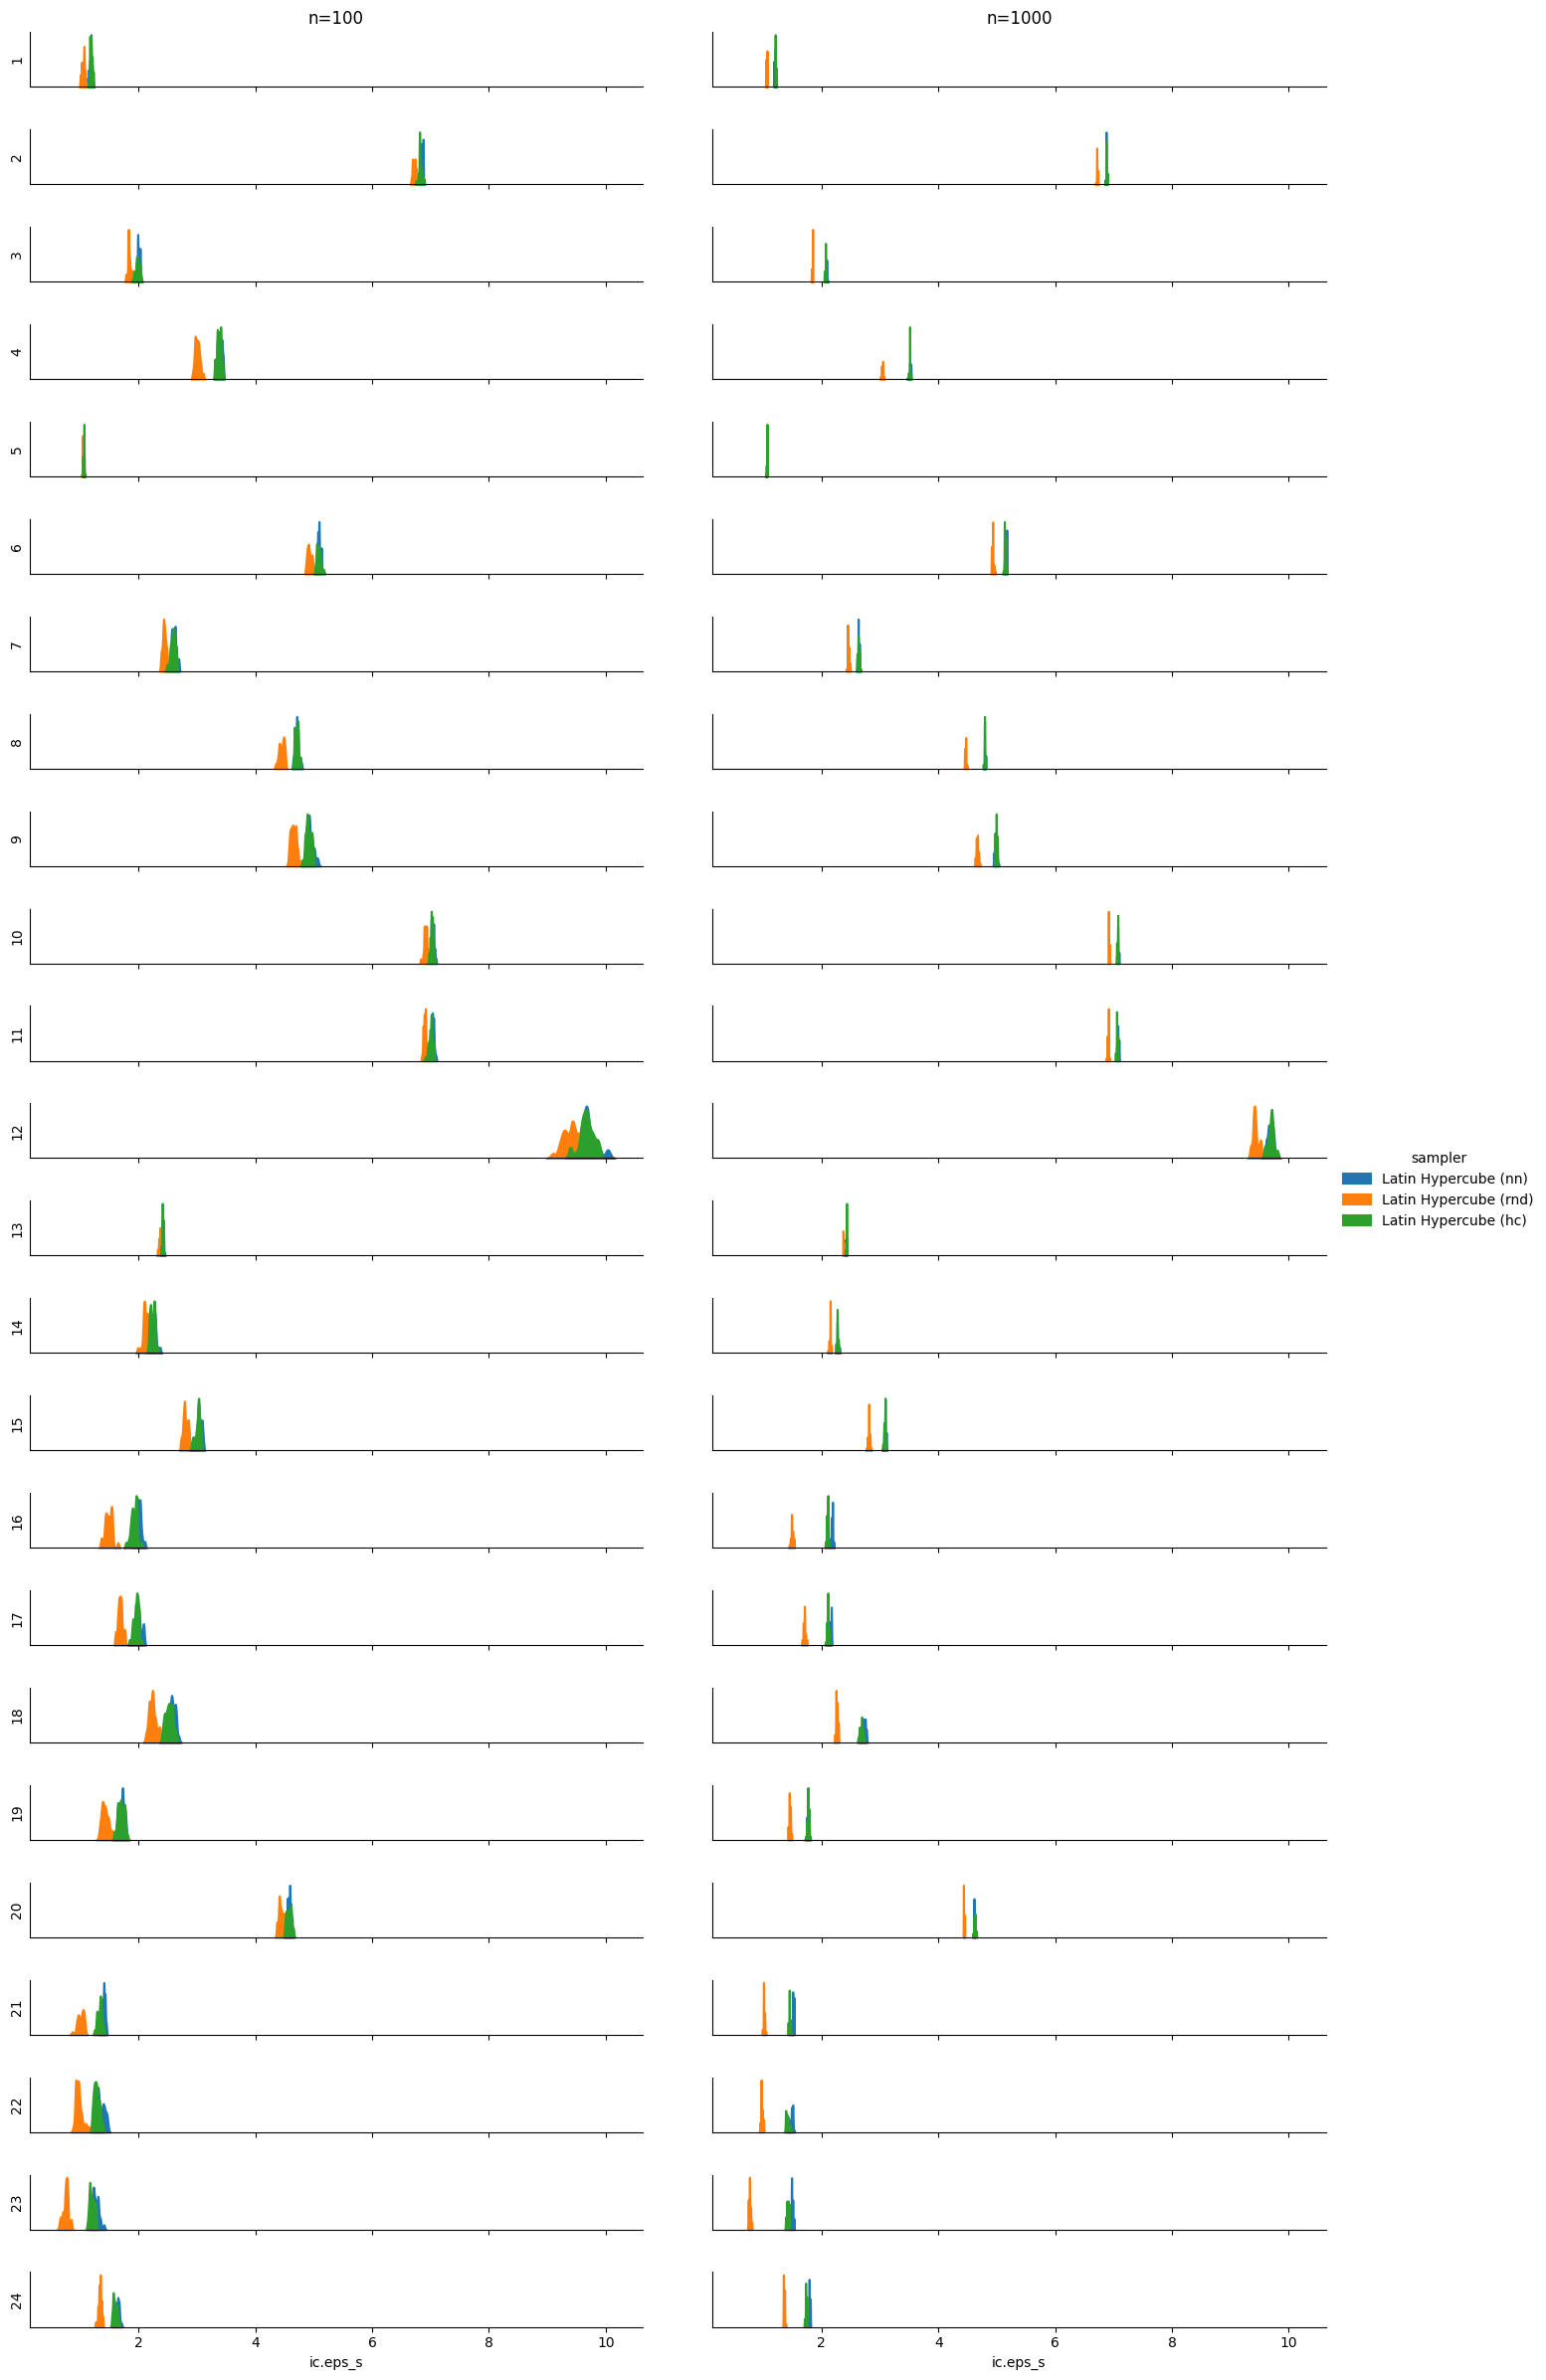 n=100
n=1000
1
2
3
4
5
6
7
8
9
10
11
12
sampler
Latin Hypercube (nn)
Latin Hypercube (rnd)
Latin Hypercube (hc)
13
14
15
16
17
18
19
20
21
22
23
24
2 4 6 8 10
2 4 6 8 10
ic.eps_s
ic.eps_s